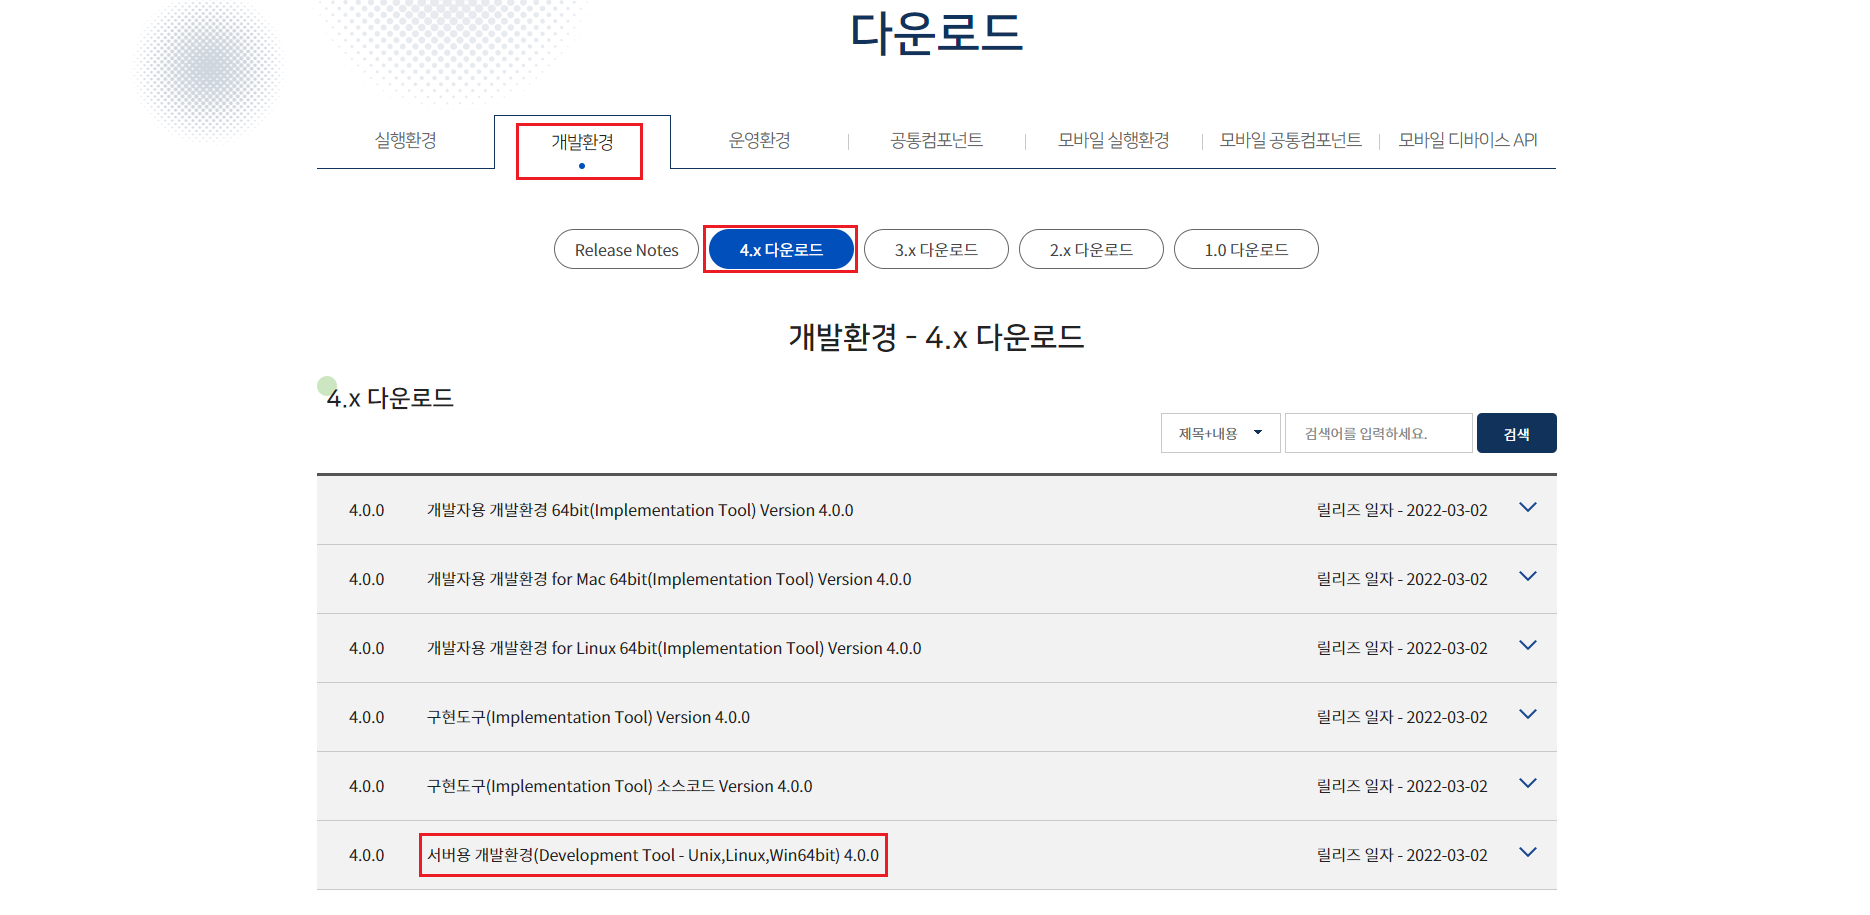 다운로드
실행환경 개발환경 운영환경 공통컴포넌트 모바일 실행환경 모바일 공통컴포넌트 모바일 디바이스 API
Release Notes 4.x 다운로드 3.x 다운로드 2.x 다운로드 1.0 다운로드
개발환경 - 4.x 다운로드
4.x 다운로드
제목+내용 검색어를 입력하세요. 검색
4.0.0 개발자용 개발환경 64bit(Implementation Tool) Version 4.0.0 릴리즈 일자 - 2022-03-02
4.0.0 개발자용 개발환경 for Mac 64bit(Implementation Tool) Version 4.0.0 릴리즈 일자 - 2022-03-02
4.0.0 개발자용 개발환경 for Linux 64bit(Implementation Tool) Version 4.0.0 릴리즈 일자 - 2022-03-02
4.0.0 구현도구(Implementation Tool) Version 4.0.0 릴리즈 일자 - 2022-03-02
4.0.0 구현도구(Implementation Tool) 소스코드 Version 4.0.0 릴리즈 일자 - 2022-03-02
4.0.0 서버용 개발환경(Development Tool - Unix,Linux,Win64bit) 4.0.0 릴리즈 일자 - 2022-03-02